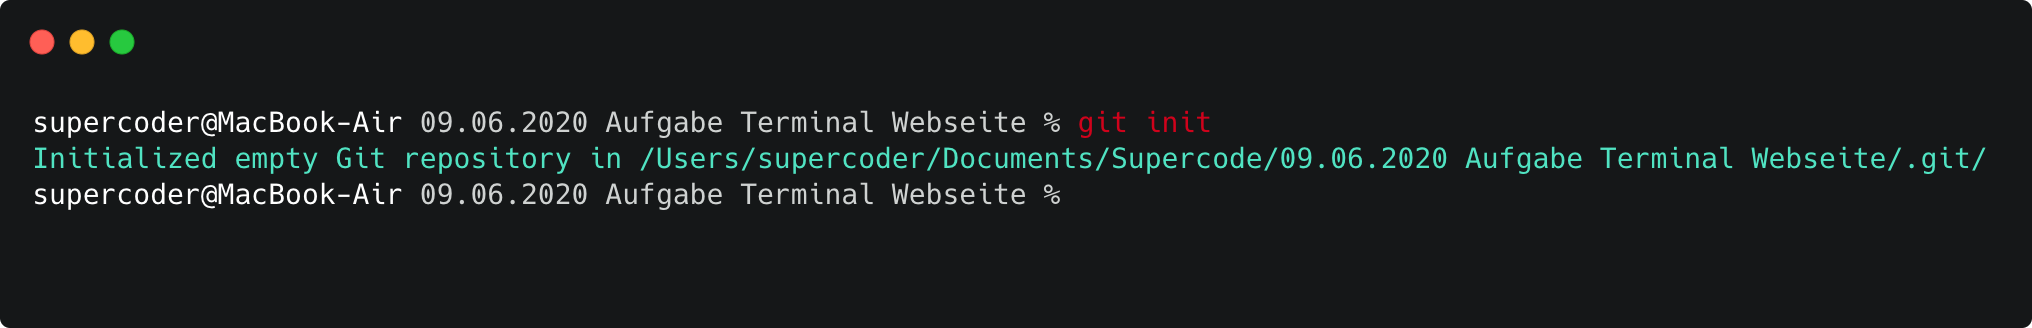 supercoder@MacBook-Air 09.06.2020 Aufgabe Terminal Webseite % git init
Initialized empty Git repository in /Users/supercoder/Documents/Supercode/09.06.2020 Aufgabe Terminal Webseite/.git/
supercoder@MacBook-Air 09.06.2020 Aufgabe Terminal Webseite %